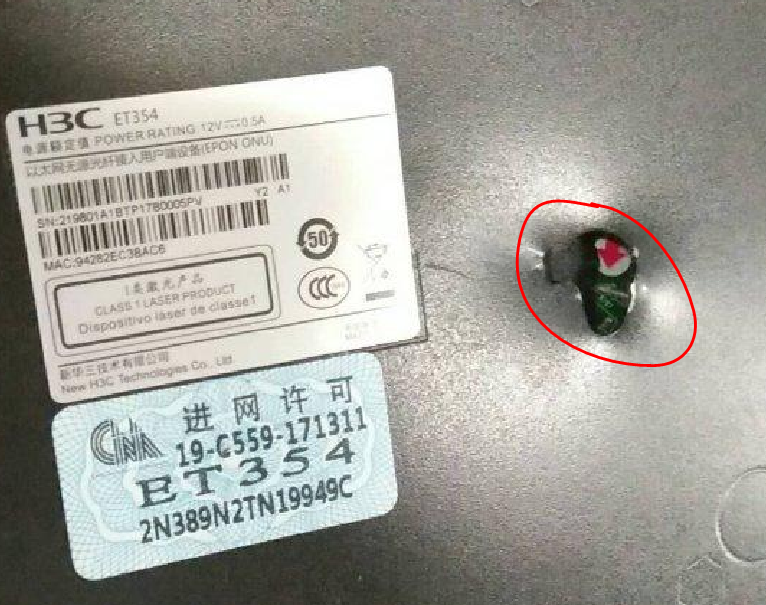 H3C ET354
电源额定值 POWER RATING 12V⎓0.5A
以太网无源光纤接入用户端设备(EPON ONU)
Y2 A1
SN:219801A1BTP17B0005PV
MAC:94282EC38AC6
50
CCC
1类激光产品
CLASS 1 LASER PRODUCT
Dispositivo láser de classe1
新华三技术有限公司
New H3C Technologies Co., Ltd.
CNA 进网许可
19-C559-171311
ET354
2N389N2TN19949C